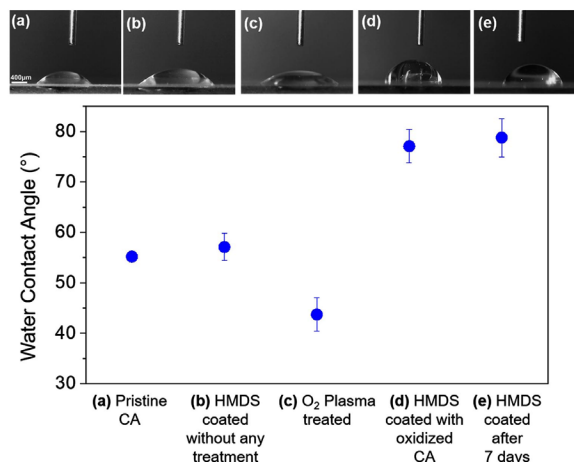 (a)
(b)
(c)
(d)
(e)
400μm
Water Contact Angle (°)
80
70
60
50
40
30
(a) Pristine
CA
(b) HMDS
coated
without any
treatment
(c) O₂ Plasma
treated
(d) HMDS
coated with
oxidized
CA
(e) HMDS
coated
after
7 days